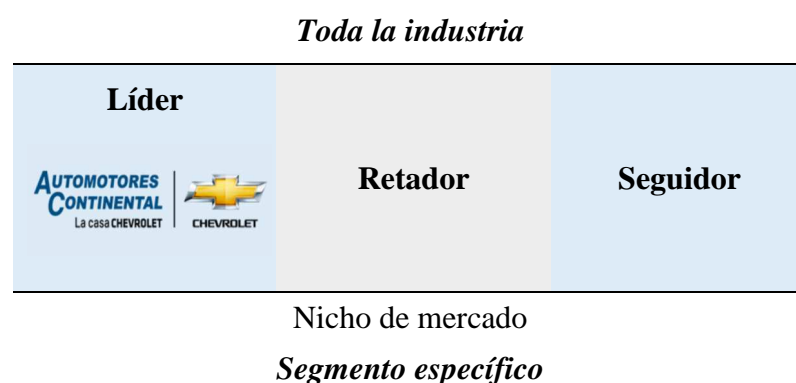 Toda la industria
Líder
Retador
Seguidor
AUTOMOTORES
CONTINENTAL
La casa CHEVROLET
CHEVROLET
Nicho de mercado
Segmento específico